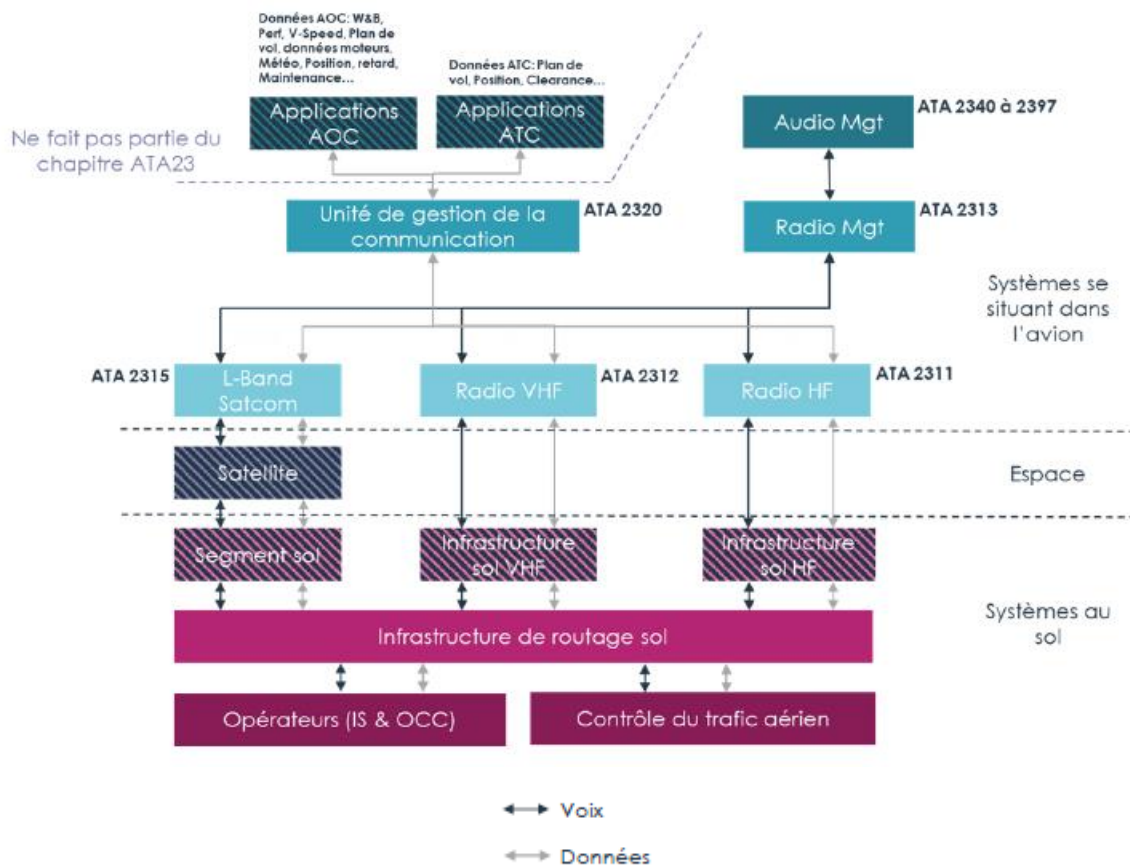 Données AOC: W&B,
Perf, V-Speed, Plan de
vol, données moteurs,
Météo, Position, retard,
Maintenance...
Données ATC: Plan de
vol, Position, Clearance...
Applications
AOC
Applications
ATC
Audio Mgt
ATA 2340 à 2397
Ne fait pas partie du
chapitre ATA23
Unité de gestion de la
communication
ATA 2320
Radio Mgt
ATA 2313
Systèmes se
situant dans
l'avion
ATA 2315
L-Band
Satcom
Radio VHF
ATA 2312
Radio HF
ATA 2311
Satellite
Espace
Segment sol
Infrastructure
sol VHF
Infrastructure
sol HF
Infrastructure de routage sol
Systèmes au
sol
Opérateurs (IS & OCC)
Contrôle du trafic aérien
Voix
Données